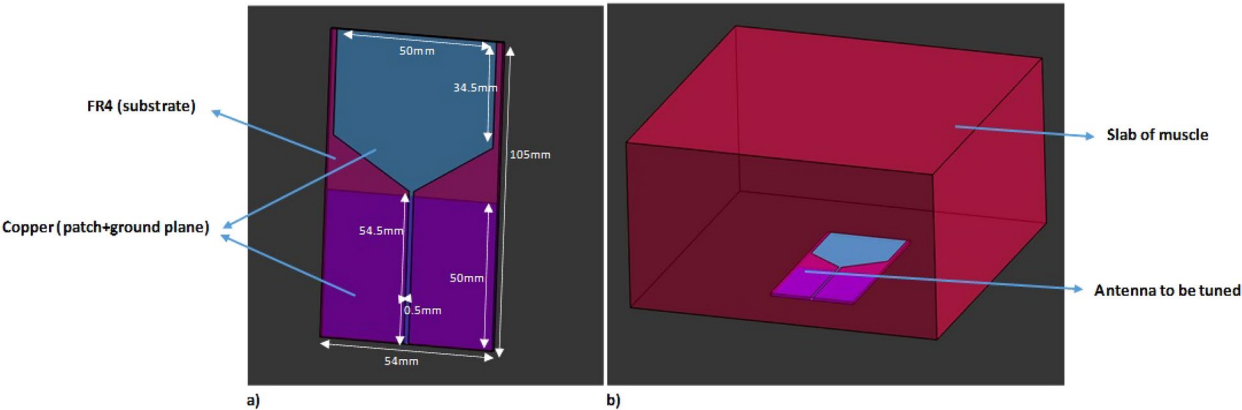 50mm
34.5mm
FR4 (substrate)
Slab of muscle
105mm
Copper (patch+ground plane)
54.5mm
50mm
Antenna to be tuned
0.5mm
54mm
a)
b)